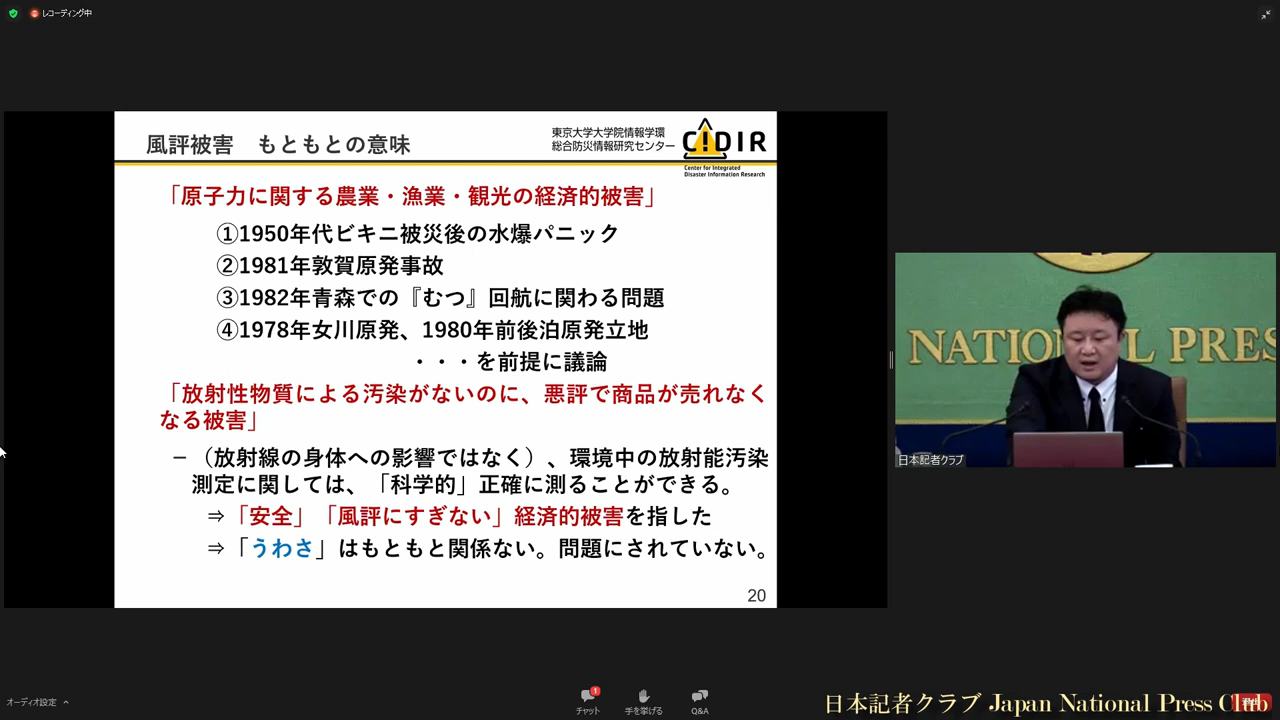 レコーディング中
風評被害　もともとの意味
東京大学大学院情報学環
総合防災情報研究センター
C!DIR
Center for Integrated
Disaster Information Research
「原子力に関する農業・漁業・観光の経済的被害」
①1950年代ビキニ被災後の水爆パニック
②1981年敦賀原発事故
③1982年青森での『むつ』回航に関わる問題
④1978年女川原発、1980年前後泊原発立地
・・・を前提に議論
「放射性物質による汚染がないのに、悪評で商品が売れなく
なる被害」
－（放射線の身体への影響ではなく）、環境中の放射能汚染
測定に関しては、「科学的」正確に測ることができる。
⇒「安全」「風評にすぎない」経済的被害を指した
⇒「うわさ」はもともと関係ない。問題にされていない。
20
NATIONAL PRES
日本記者クラブ
オーディオ設定
1
チャット
手を挙げる
Q&A
日本記者クラブ Japan National Press Club